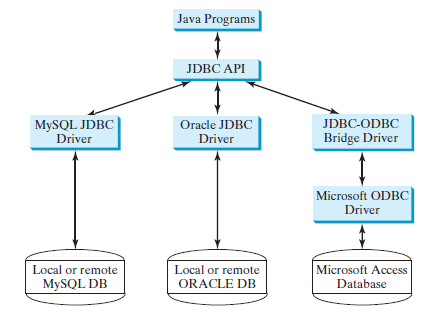 Java Programs
JDBC API
MySQL JDBC
Driver
Oracle JDBC
Driver
JDBC-ODBC
Bridge Driver
Microsoft ODBC
Driver
Local or remote
MySQL DB
Local or remote
ORACLE DB
Microsoft Access
Database